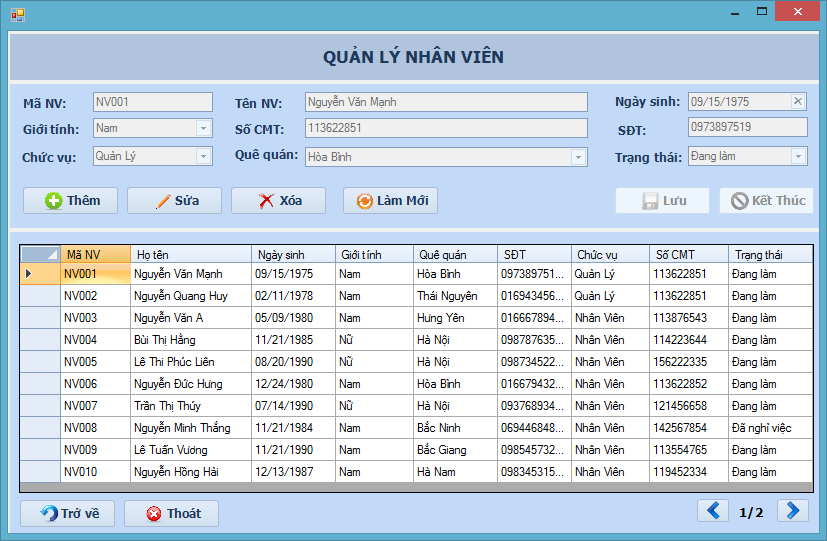 QUẢN LÝ NHÂN VIÊN
Mã NV: NV001 Tên NV: Nguyễn Văn Mạnh Ngày sinh: 09/15/1975
Giới tính: Nam Số CMT: 113622851 SĐT: 0973897519
Chức vụ: Quản Lý Quê quán: Hòa Bình Trạng thái: Đang làm
Thêm Sửa Xóa Làm Mới Lưu Kết Thúc
Mã NV Họ tên Ngày sinh Giới tính Quê quán SĐT Chức vụ Số CMT Trạng thái
NV001 Nguyễn Văn Mạnh 09/15/1975 Nam Hòa Bình 097389751... Quản Lý 113622851 Đang làm
NV002 Nguyễn Quang Huy 02/11/1978 Nam Thái Nguyên 016943456... Quản Lý 113622851 Đang làm
NV003 Nguyễn Văn A 05/09/1980 Nam Hưng Yên 016667894... Nhân Viên 113876543 Đang làm
NV004 Bùi Thị Hằng 11/21/1985 Nữ Hà Nội 098787635... Nhân Viên 114223644 Đang làm
NV005 Lê Thi Phúc Liên 08/20/1990 Nữ Hà Nội 098734522... Nhân Viên 156222335 Đang làm
NV006 Nguyễn Đức Hưng 12/24/1980 Nam Hòa Bình 016679432... Nhân Viên 113622852 Đang làm
NV007 Trần Thị Thúy 07/14/1990 Nữ Hà Nội 093768934... Nhân Viên 121456658 Đang làm
NV008 Nguyễn Minh Thắng 11/21/1984 Nam Bắc Ninh 069446848... Nhân Viên 142567854 Đã nghỉ việc
NV009 Lê Tuấn Vương 11/21/1990 Nam Bắc Giang 098545732... Nhân Viên 113554765 Đang làm
NV010 Nguyễn Hồng Hải 12/13/1987 Nam Hà Nam 098345315... Nhân Viên 119452334 Đang làm
Trở về Thoát 1/2